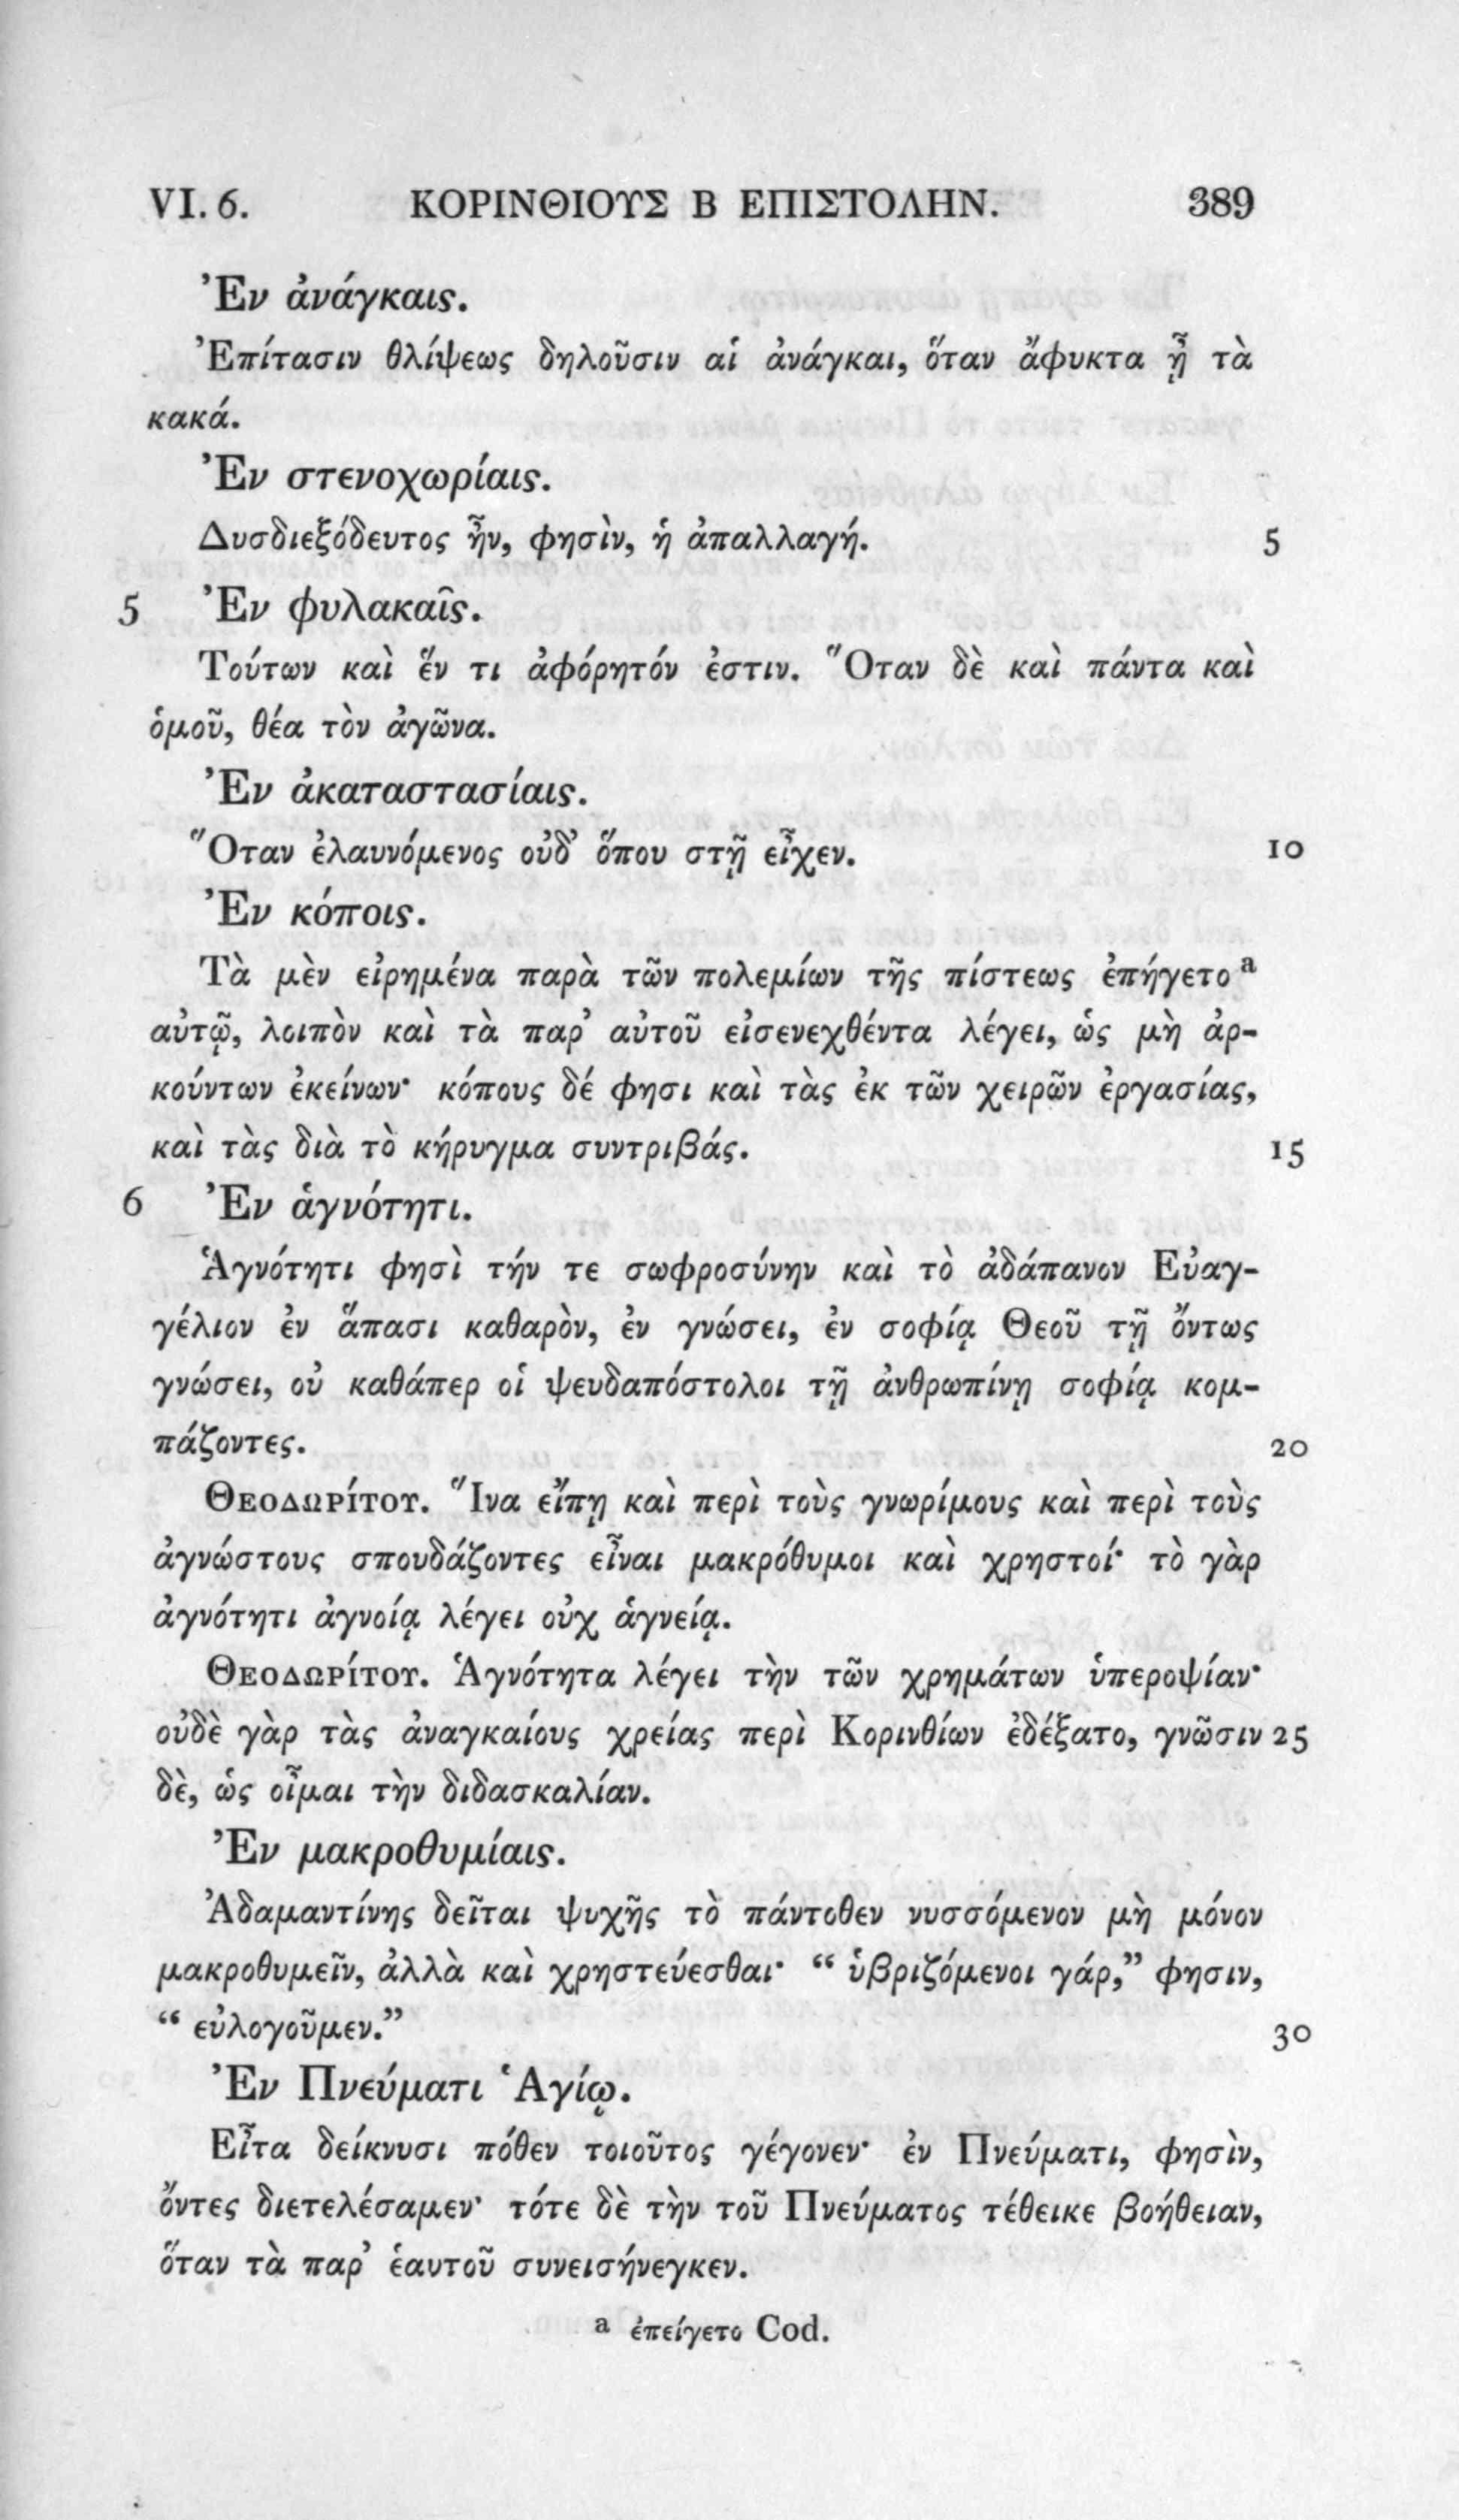 VI. 6. ΚΟΡΙΝΘΙΟΥΣ Β ΕΠΙΣΤΟΛΗΝ. 389
Ἐν ἀνάγκαις.
Ἐπίτασιν θλίψεως δηλοῦσιν αἱ ἀνάγκαι, ὅταν ἄφυκτα ᾖ τὰ
κακά.
Ἐν στενοχωρίαις.
Δυσδιεξόδευτος ἦν, φησὶν, ἡ ἀπαλλαγή. 5
5 Ἐν φυλακαῖς.
Τούτων καὶ ἕν τι ἀφόρητόν ἐστιν. Ὅταν δὲ καὶ πάντα καὶ
ὁμοῦ, θέα τὸν ἀγῶνα.
Ἐν ἀκαταστασίαις.
Ὅταν ἐλαυνόμενος οὐδ’ ὅπου στῇ εἶχεν. 10
Ἐν κόποις.
Τὰ μὲν εἰρημένα παρὰ τῶν πολεμίων τῆς πίστεως ἐπήγετο a
αὐτῷ, λοιπὸν καὶ τὰ παρ’ αὐτοῦ εἰσενεχθέντα λέγει, ὡς μὴ ἀρ-
κούντων ἐκείνων· κόπους δέ φησι καὶ τὰς ἐκ τῶν χειρῶν ἐργασίας,
καὶ τὰς διὰ τὸ κήρυγμα συντριβάς. 15
6 Ἐν ἁγνότητι.
Ἁγνότητι φησὶ τήν τε σωφροσύνην καὶ τὸ ἀδάπανον Εὐαγ-
γέλιον ἐν ἅπασι καθαρὸν, ἐν γνώσει, ἐν σοφίᾳ Θεοῦ τῇ ὄντως
γνώσει, οὐ καθάπερ οἱ ψευδαπόστολοι τῇ ἀνθρωπίνῃ σοφίᾳ κομ-
πάζοντες. 20
Θεοδωρίτου. Ἵνα εἴπῃ καὶ περὶ τοὺς γνωρίμους καὶ περὶ τοὺς
ἀγνώστους σπουδάζοντες εἶναι μακρόθυμοι καὶ χρηστοί· τὸ γὰρ
ἀγνότητι ἀγνοίᾳ λέγει οὐχ ἁγνείᾳ.
Θεοδωρίτου. Ἁγνότητα λέγει τὴν τῶν χρημάτων ὑπεροψίαν·
οὐδὲ γὰρ τὰς ἀναγκαίους χρείας περὶ Κορινθίων ἐδέξατο, γνῶσιν 25
δὲ, ὡς οἶμαι τὴν διδασκαλίαν.
Ἐν μακροθυμίαις.
Ἀδαμαντίνης δεῖται ψυχῆς τὸ πάντοθεν νυσσόμενον μὴ μόνον
μακροθυμεῖν, ἀλλὰ καὶ χρηστεύεσθαι· “ ὑβριζόμενοι γάρ,” φησιν,
“ εὐλογοῦμεν.” 30
Ἐν Πνεύματι Ἁγίῳ.
Εἶτα δείκνυσι πόθεν τοιοῦτος γέγονεν· ἐν Πνεύματι, φησὶν,
ὄντες διετελέσαμεν· τότε δὲ τὴν τοῦ Πνεύματος τέθεικε βοήθειαν,
ὅταν τὰ παρ’ ἑαυτοῦ συνεισήνεγκεν.
a ἐπείγετο Cod.